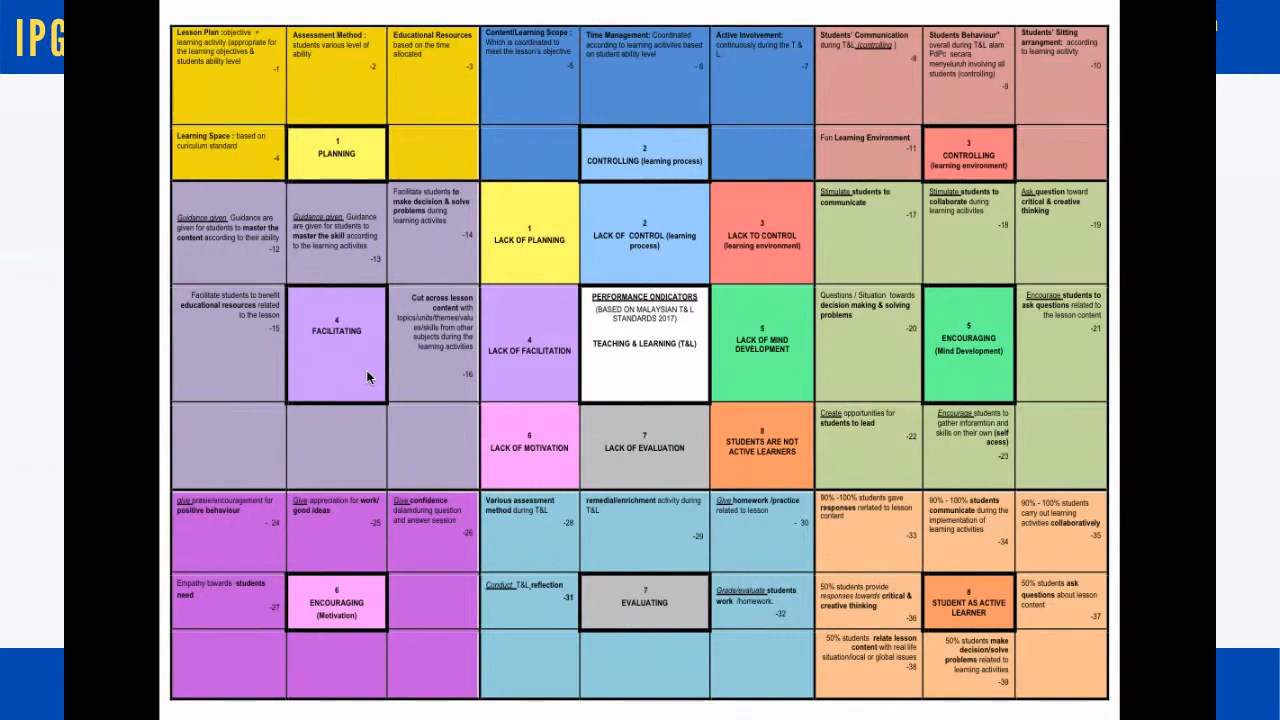 IPG
Lesson Plan :objective +
learning activity (appropriate for
the learning objectives &
students ability level
-1
Assessment Method :
students various level of
ability
-2
Educational Resources
based on the time
allocated
-3
Content/Learning Scope :
Which is coordinated to
meet the lesson's objective
-5
Time Management: Coordinated
according to learning activites based
on student ability level
- 6
Active Involvement:
continuously during the T &
L.
-7
Students' Communication
during T&L (controlling )
-8
Students Behaviour"
overall during T&L alam
PdPc secara
menyeluruh involving all
students (controlling)
-9
Students' Sitting
arrangment: according
to learning activty
-10
Learning Space : based on
curiculum standard
-4
1
PLANNING
2
CONTROLLING (learning process)
Fun Learning Environment
-11
3
CONTROLLING
(learning environment)
Guidance given Guidance are
given for students to master the
content according to their ability
-12
Guidance given Guidance
are given for students to
master the skill according
to the learning acitivites
-13
Facilitate students to
make decision & solve
problems during
learning activites
-14
1
LACK OF PLANNING
2
LACK OF CONTROL (learning
process)
3
LACK TO CONTROL
(learning environment)
Stimulate students to
communicate
-17
Stimulate students to
collaborate during
learning activites
-18
Ask question toward
critical & creative
thinking
-19
Facilitate students to benefit
educational resources related
to the lesson
-15
4
FACILITATING
Cut across lesson
content with
topics/units/themes/valu
es/skills from other
subjects during the
learning activities
-16
4
LACK OF FACILITATION
PERFORMANCE ONDICATORS
(BASED ON MALAYSIAN T& L
STANDARDS 2017)
TEACHING & LEARNING (T&L)
5
LACK OF MIND
DEVELOPMENT
Questions / Situation towards
decision making & solving
problems
-20
5
ENCOURAGING
(Mind Development)
Encourage students to
ask questions related to
the lesson content
-21
6
LACK OF MOTIVATION
7
LACK OF EVALUATION
8
STUDENTS ARE NOT
ACTIVE LEARNERS
Create opportunities for
students to lead
-22
Encourage students to
gather inforamtion and
skills on their own (self
acess)
-23
give prasie/encouragement for
positive behaviour
- 24
Give appreciation for work/
good ideas
-25
Give confidence
dalamduring question
and answer session
-26
Various assessment
method during T&L
-28
remedial/enrichment activity during
T&L
-29
Give homework /practice
related to lesson
- 30
90% -100% students gave
responses rerlated to lesson
content
-33
90% - 100% students
communicate during the
implementation of
learning activities
-34
90% - 100% students
carry out learning
activities collaboratively
-35
Empathy towards students
need
-27
6
ENCOURAGING
(Motivation)
Conduct T&L reflection
-31
7
EVALUATING
Grade/evaluate students
work /homework.
-32
50% students provide
responses towards critical &
creative thinking
-36
8
STUDENT AS ACTIVE
LEARNER
50% students ask
questions about lesson
content
-37
50% students relate lesson
content with real life
situation/local or global issues
-38
50% students make
decision/solve
problems related to
learning activities
-39